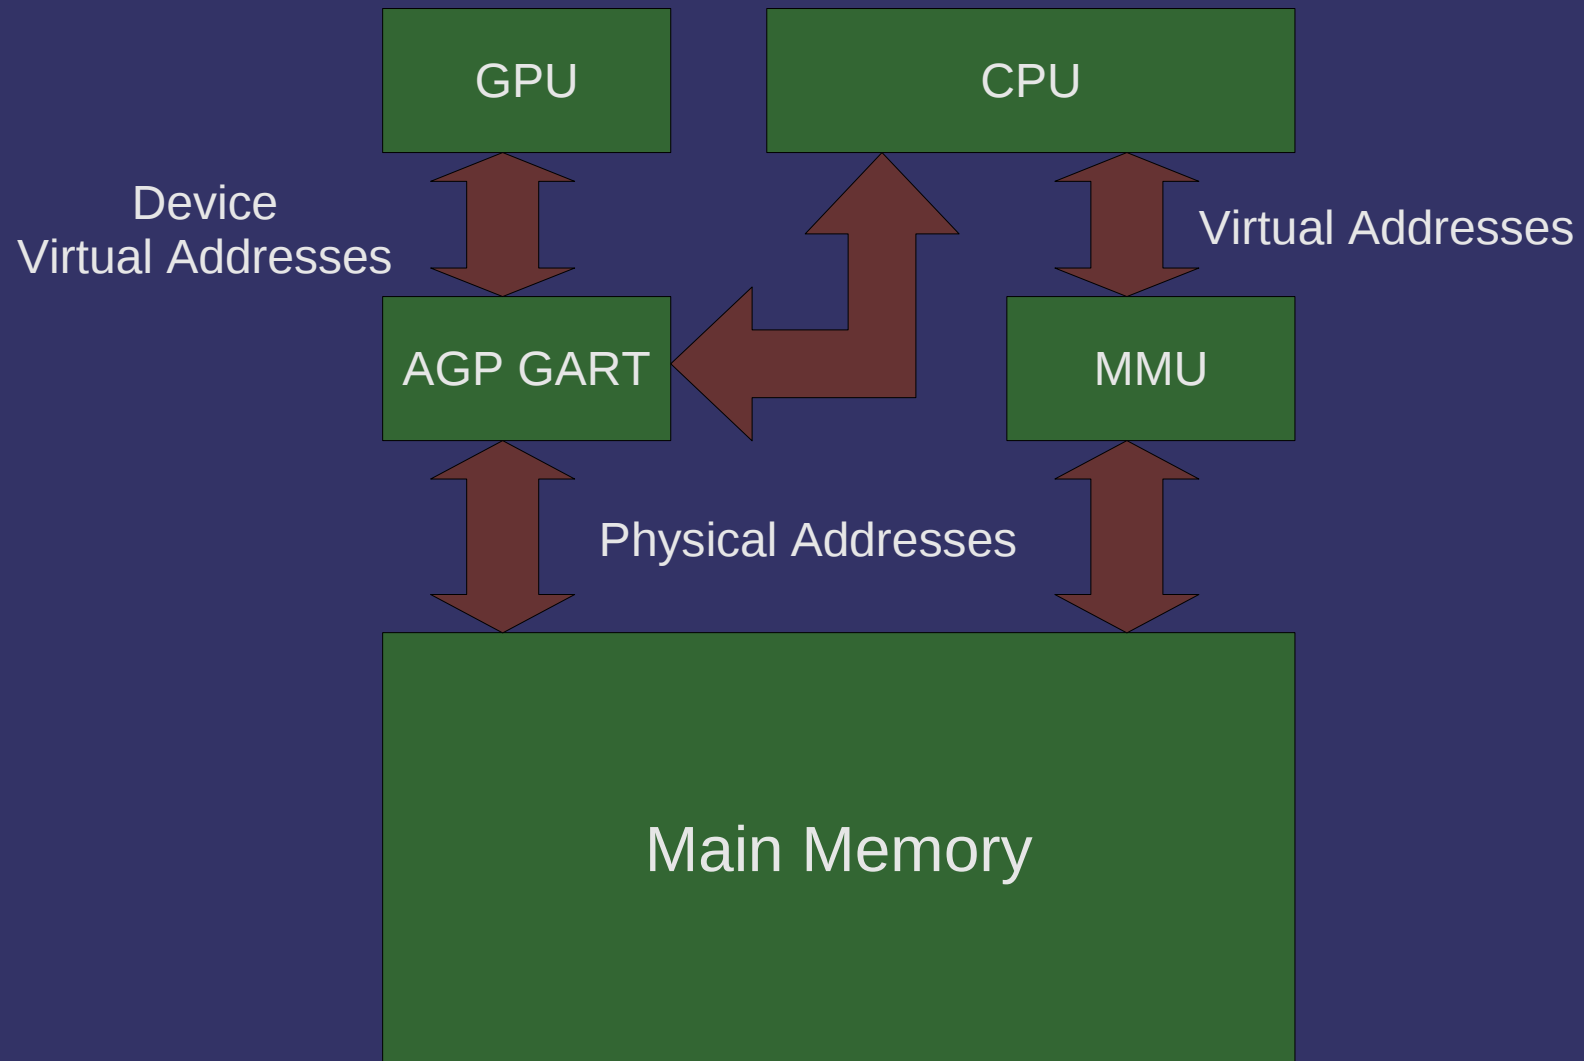 GPU
CPU
Device
Virtual Addresses
Virtual Addresses
AGP GART
MMU
Physical Addresses
Main Memory